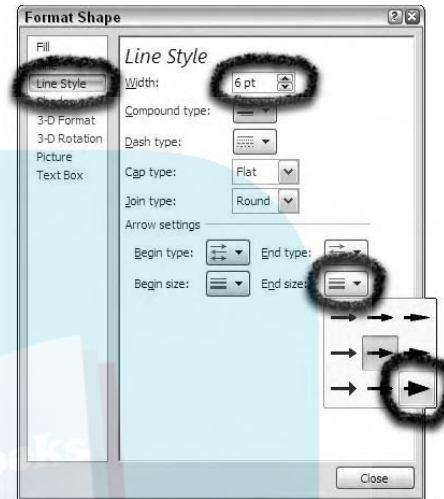 Format Shape
Fill
Line Style
Shadow
3-D Format
3-D Rotation
Picture
Text Box
Line Style
Width: 6 pt
Compound type:
Dash type:
Cap type: Flat
Join type: Round
Arrow settings
Begin type: End type:
Begin size: End size:
Close